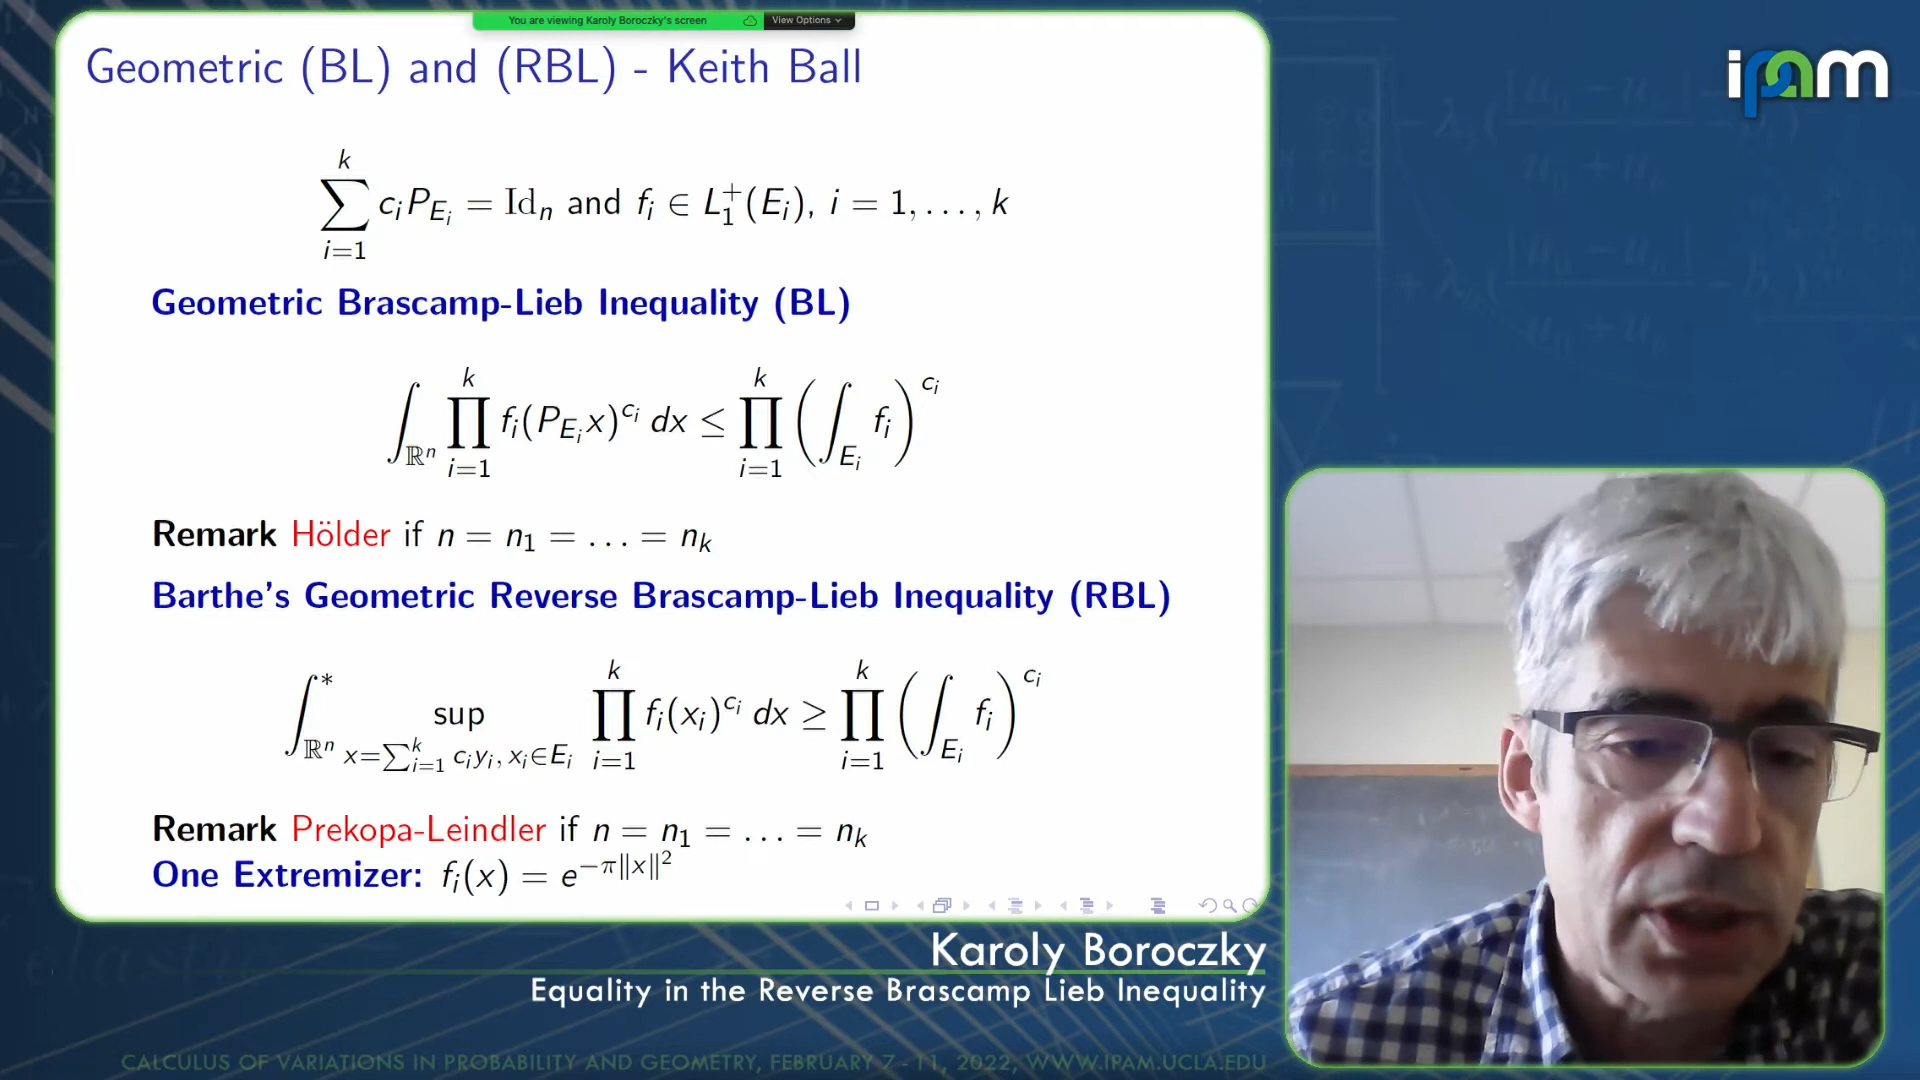 You are viewing Karoly Boroczky's screen
View Options
Geometric (BL) and (RBL) - Keith Ball
ipam
∑_{i=1}^{k} c_i P_{E_i} = Id_n and f_i ∈ L_1^+(E_i), i = 1, . . . , k
Geometric Brascamp-Lieb Inequality (BL)
∫_{ℝ^n} ∏_{i=1}^{k} f_i(P_{E_i}x)^{c_i} dx ≤ ∏_{i=1}^{k} (∫_{E_i} f_i)^{c_i}
Remark Hölder if n = n_1 = . . . = n_k
Barthe's Geometric Reverse Brascamp-Lieb Inequality (RBL)
∫*_{ℝ^n} sup_{x=∑_{i=1}^{k} c_i y_i, x_i∈E_i} ∏_{i=1}^{k} f_i(x_i)^{c_i} dx ≥ ∏_{i=1}^{k} (∫_{E_i} f_i)^{c_i}
Remark Prekopa-Leindler if n = n_1 = . . . = n_k
One Extremizer: f_i(x) = e^{−π‖x‖^2}
Karoly Boroczky
Equality in the Reverse Brascamp Lieb Inequality
CALCULUS OF VARIATIONS IN PROBABILITY AND GEOMETRY, FEBRUARY 7 - 11, 2022, WWW.IPAM.UCLA.EDU